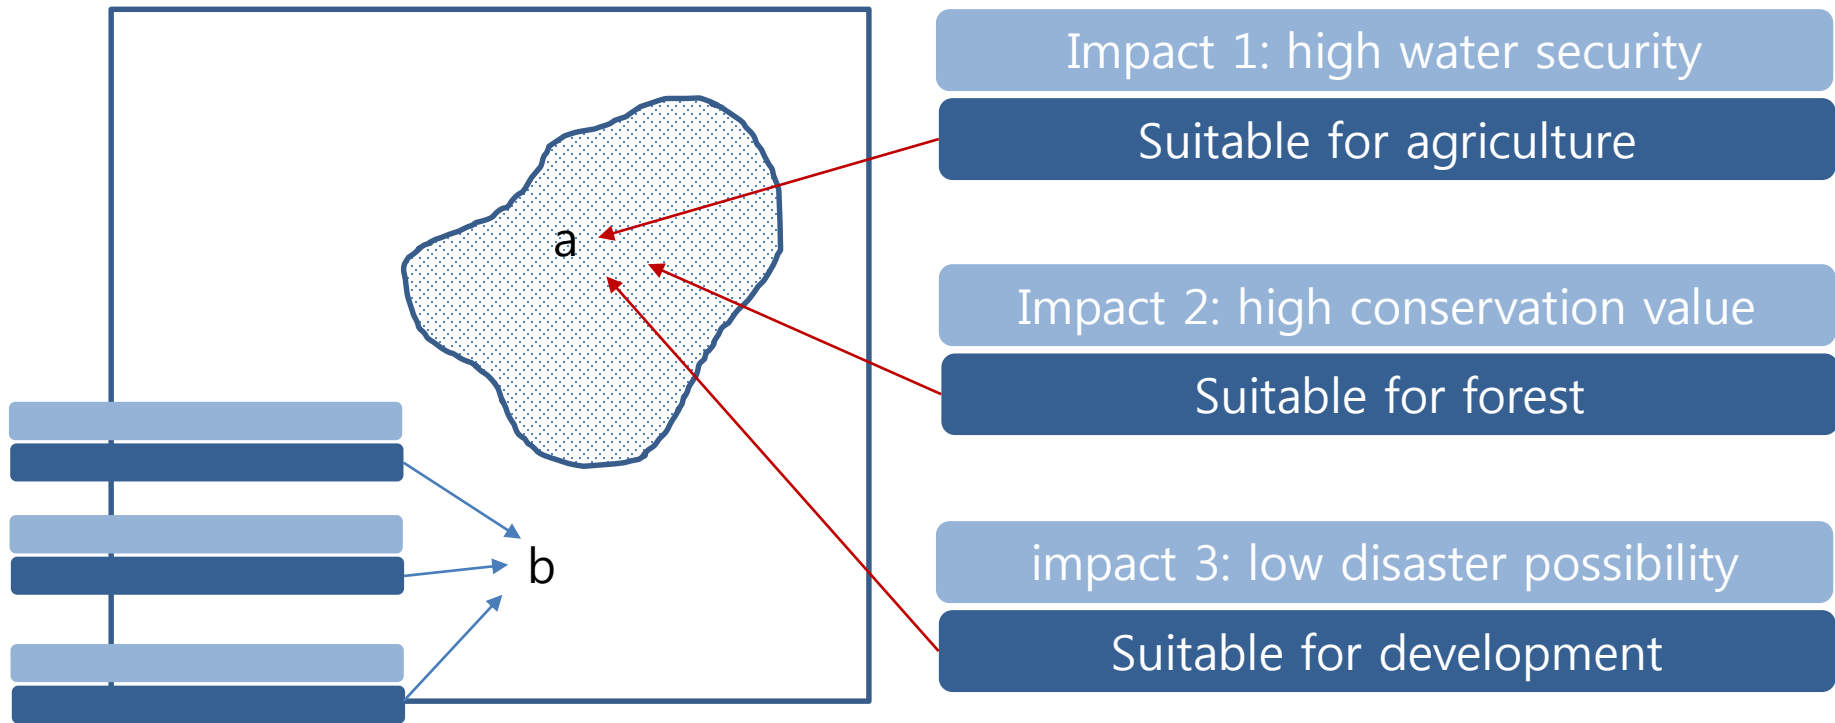 Impact 1: high water security
Suitable for agriculture
a
Impact 2: high conservation value
Suitable for forest
impact 3: low disaster possibility
b
Suitable for development